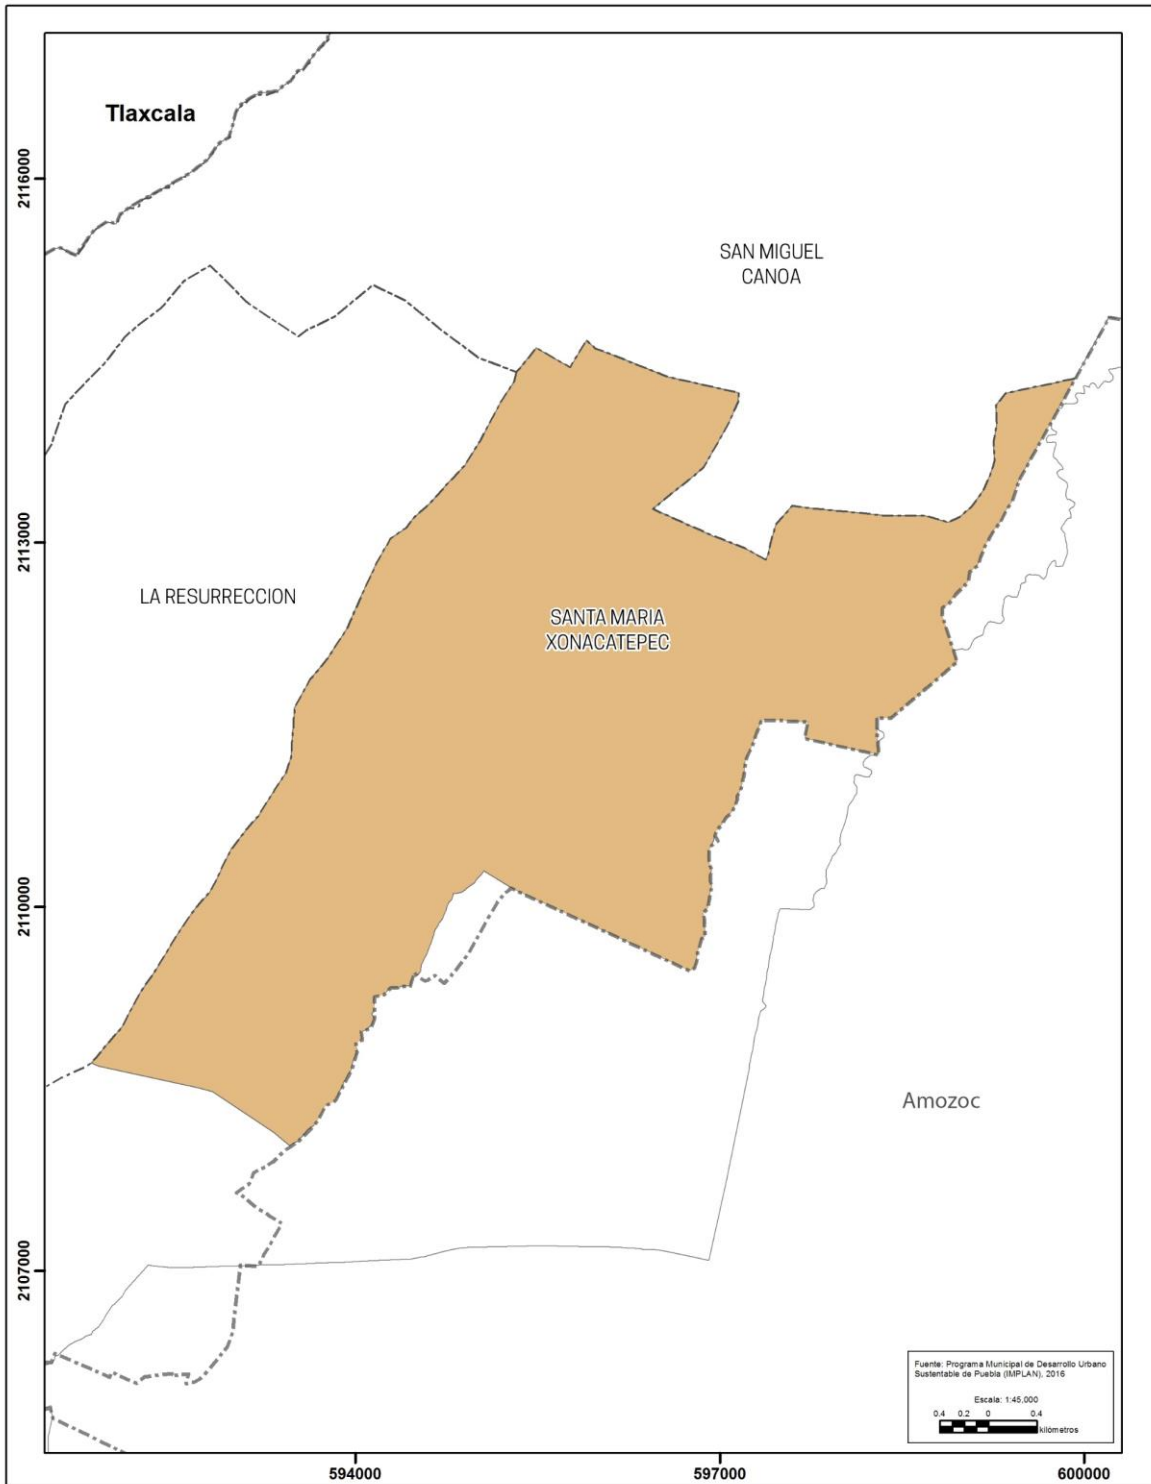 Tlaxcala
2116000
SAN MIGUEL
CANOA
2113000
LA RESURRECCION
SANTA MARIA
XONACATEPEC
2110000
Amozoc
2107000
Fuente: Programa Municipal de Desarrollo Urbano
Sustentable de Puebla (IMPLAN), 2016
Escala: 1:45,000
0.4 0.2 0 0.4
kilómetros
594000 597000 600000